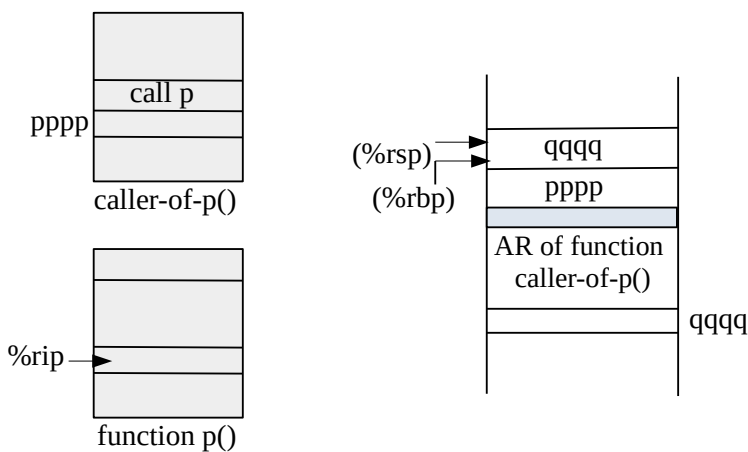 call p
pppp
caller-of-p()
%rip
function p()
(%rsp)
(%rbp)
qqqq
pppp
AR of function
caller-of-p()
qqqq